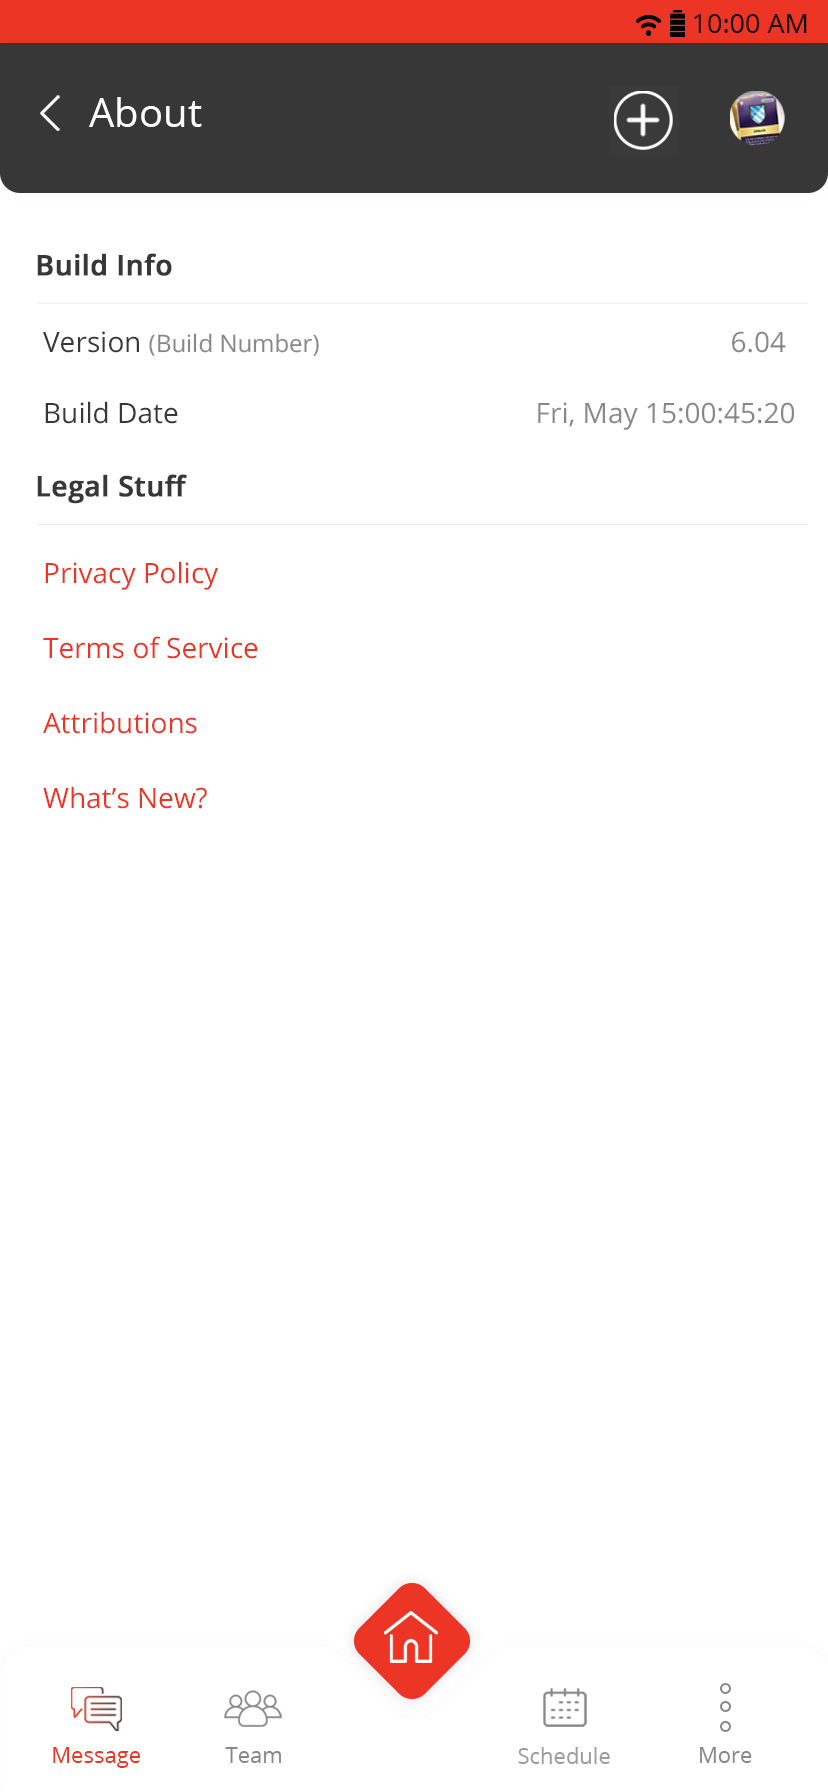 10:00 AM
About
Build Info
Version (Build Number) 6.04
Build Date Fri, May 15:00:45:20
Legal Stuff
Privacy Policy
Terms of Service
Attributions
What’s New?
Message Team Schedule More